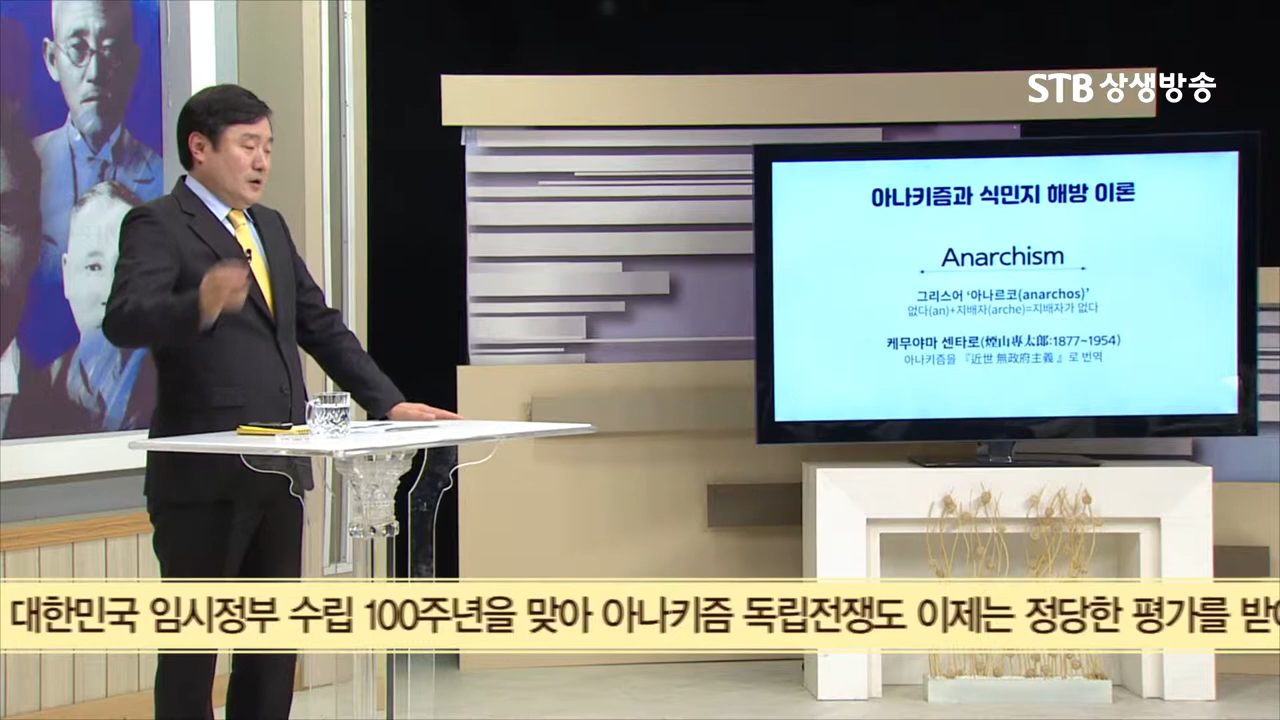 STB 상생방송
아나키즘과 식민지 해방 이론
Anarchism
그리스어 ‘아나르코(anarchos)’
없다(an)+지배자(arche)=지배자가 없다
케무야마 센타로(煙山専太郎:1877~1954)
아나키즘을 『近世 無政府主義 』로 번역
대한민국 임시정부 수립 100주년을 맞아 아나키즘 독립전쟁도 이제는 정당한 평가를